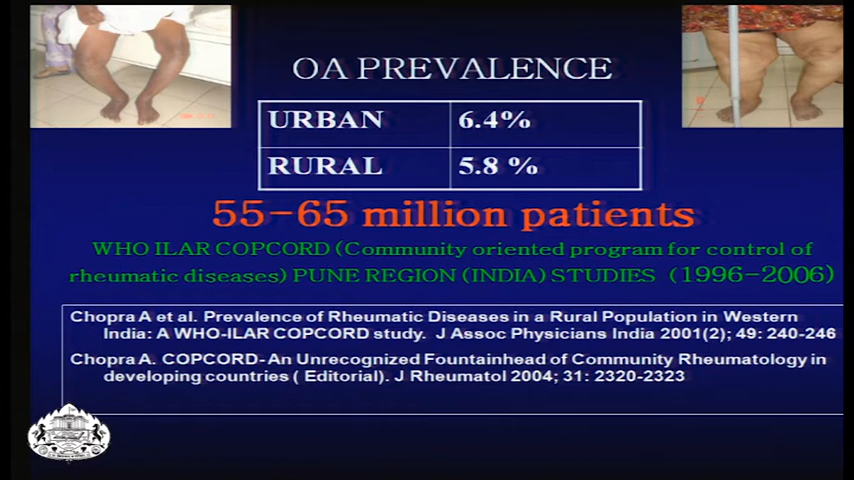 OA PREVALENCE
URBAN 6.4%
RURAL 5.8 %
55-65 million patients
WHO ILAR COPCORD (Community oriented program for control of
rheumatic diseases) PUNE REGION (INDIA) STUDIES (1996-2006)
Chopra A et al. Prevalence of Rheumatic Diseases in a Rural Population in Western
India: A WHO-ILAR COPCORD study. J Assoc Physicians India 2001(2); 49: 240-246
Chopra A. COPCORD- An Unrecognized Fountainhead of Community Rheumatology in
developing countries ( Editorial). J Rheumatol 2004; 31: 2320-2323